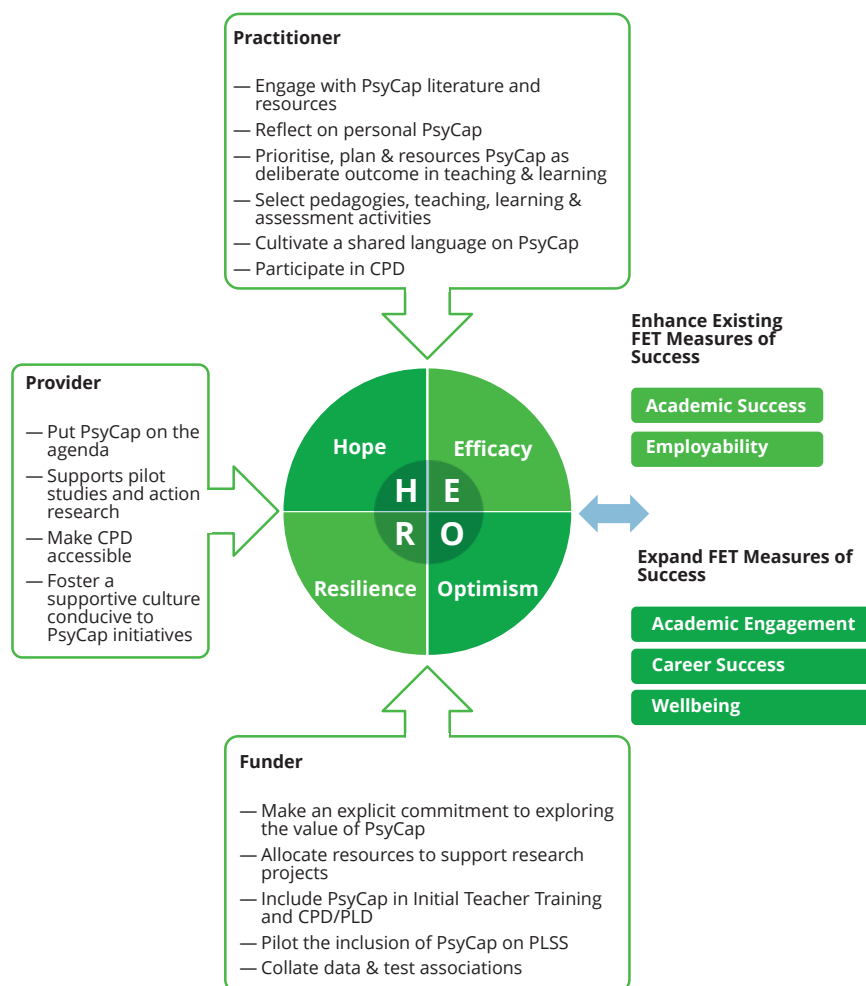 Practitioner
— Engage with PsyCap literature and
resources
— Reflect on personal PsyCap
— Prioritise, plan & resources PsyCap as
deliberate outcome in teaching & learning
— Select pedagogies, teaching, learning &
assessment activities
— Cultivate a shared language on PsyCap
— Participate in CPD
Provider
— Put PsyCap on the
agenda
— Supports pilot
studies and action
research
— Make CPD
accessible
— Foster a
supportive culture
conducive to
PsyCap initiatives
Hope
Efficacy
H E
R O
Resilience
Optimism
Enhance Existing
FET Measures of
Success
Academic Success
Employability
Expand FET Measures of
Success
Academic Engagement
Career Success
Wellbeing
Funder
— Make an explicit commitment to exploring
the value of PsyCap
— Allocate resources to support research
projects
— Include PsyCap in Initial Teacher Training
and CPD/PLD
— Pilot the inclusion of PsyCap on PLSS
— Collate data & test associations